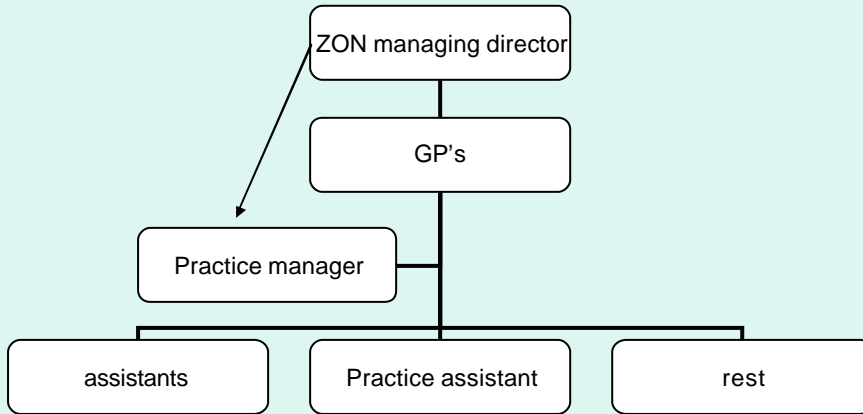 ZON managing director
GP’s
Practice manager
assistants
Practice assistant
rest